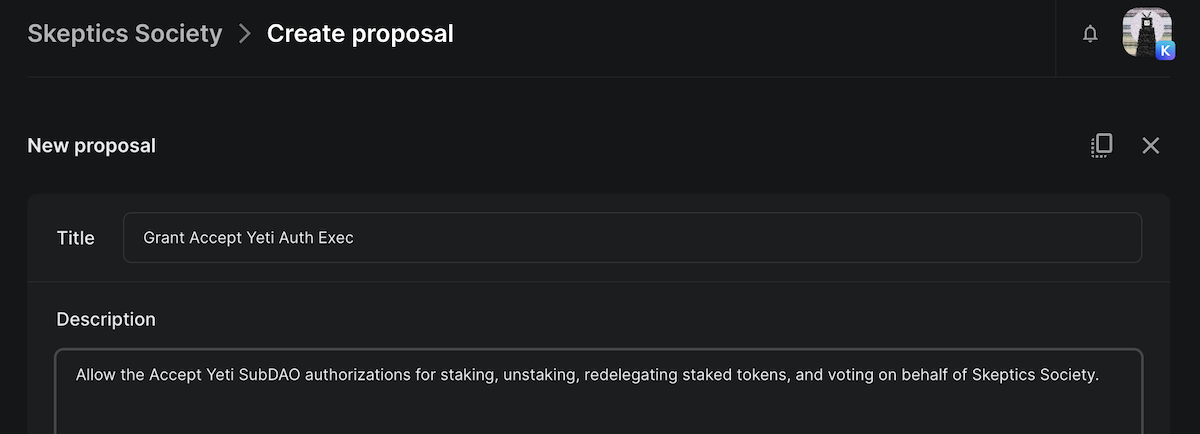 Skeptics Society > Create proposal
K
New proposal
Title
Grant Accept Yeti Auth Exec
Description
Allow the Accept Yeti SubDAO authorizations for staking, unstaking, redelegating staked tokens, and voting on behalf of Skeptics Society.